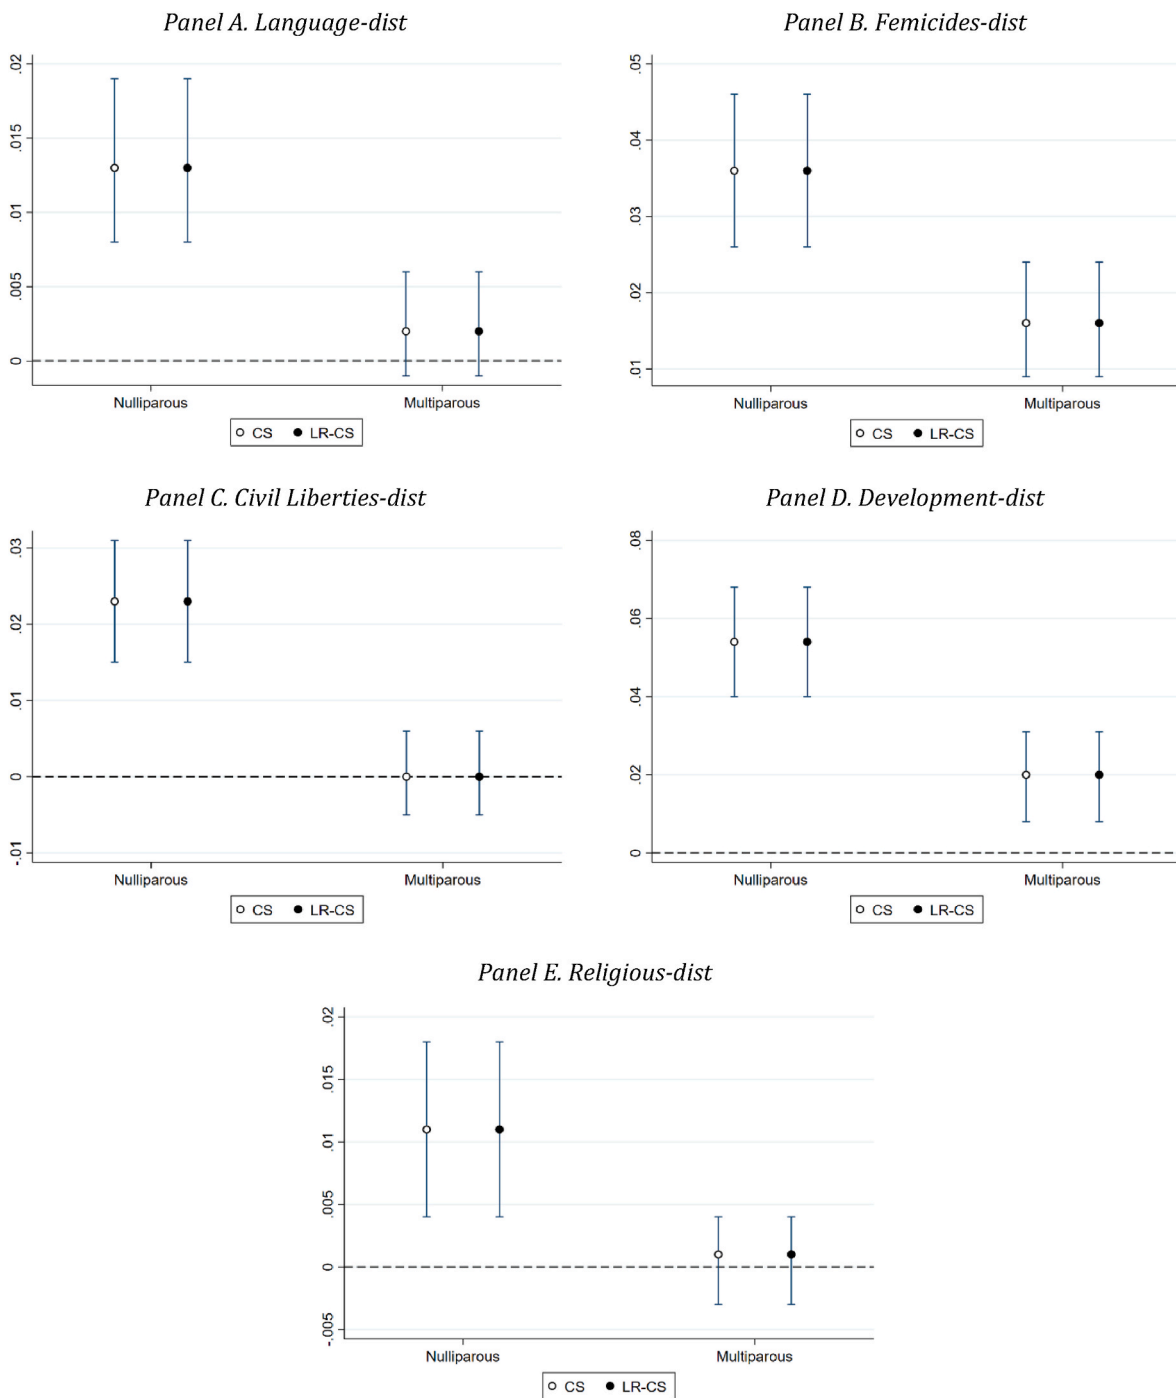 Panel A. Language-dist
.02
.015
.01
.005
0
Nulliparous Multiparous
CS LR-CS
Panel B. Femicides-dist
.05
.04
.03
.02
.01
Nulliparous Multiparous
CS LR-CS
Panel C. Civil Liberties-dist
.03
.02
.01
0
-.01
Nulliparous Multiparous
CS LR-CS
Panel D. Development-dist
.08
.06
.04
.02
0
Nulliparous Multiparous
CS LR-CS
Panel E. Religious-dist
.02
.015
.01
.005
0
-.005
Nulliparous Multiparous
CS LR-CS